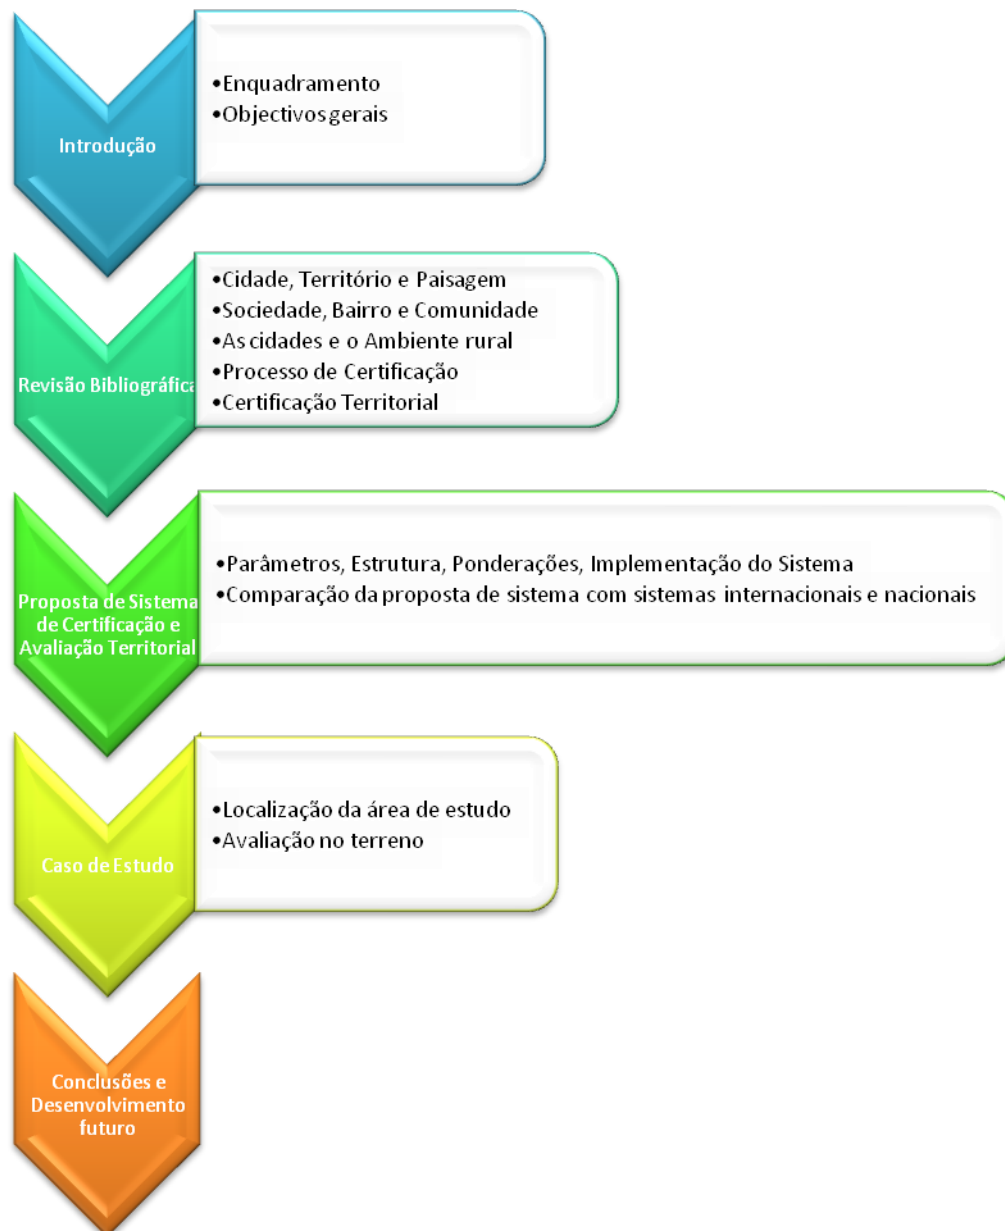 Introdução
•Enquadramento
•Objectivos gerais
Revisão Bibliográfica
•Cidade, Território e Paisagem
•Sociedade, Bairro e Comunidade
•As cidades e o Ambiente rural
•Processo de Certificação
•Certificação Territorial
Proposta de Sistema
de Certificação e
Avaliação Territorial
•Parâmetros, Estrutura, Ponderações, Implementação do Sistema
•Comparação da proposta de sistema com sistemas internacionais e nacionais
Caso de Estudo
•Localização da área de estudo
•Avaliação no terreno
Conclusões e
Desenvolvimento
futuro